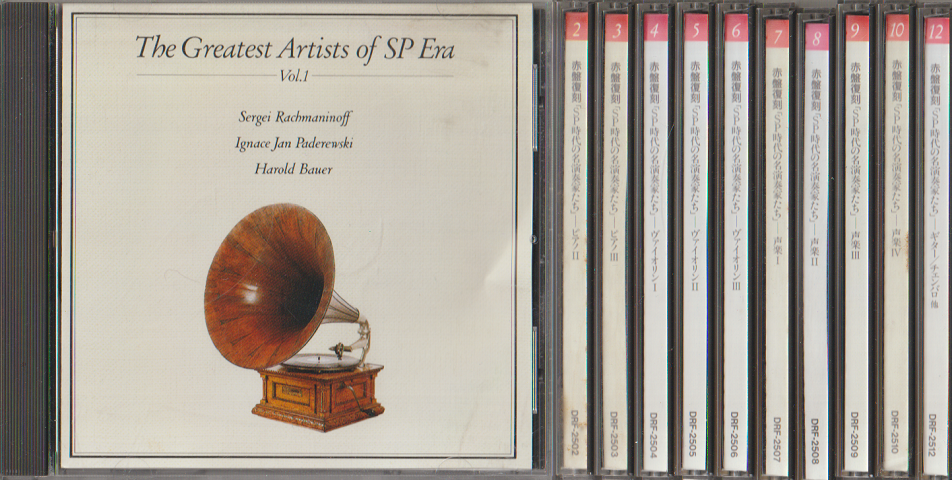 The Greatest Artists of SP Era
Vol.1
Sergei Rachmaninoff
Ignace Jan Paderewski
Harold Bauer
2
赤盤復刻「SP時代の名演奏家たち」——ピアノII
DRF-2502
3
赤盤復刻「SP時代の名演奏家たち」——ピアノIII
DRF-2503
4
赤盤復刻「SP時代の名演奏家たち」——ヴァイオリンI
DRF-2504
5
赤盤復刻「SP時代の名演奏家たち」——ヴァイオリンII
DRF-2505
6
赤盤復刻「SP時代の名演奏家たち」——ヴァイオリンIII
DRF-2506
7
赤盤復刻「SP時代の名演奏家たち」——声楽I
DRF-2507
8
赤盤復刻「SP時代の名演奏家たち」——声楽II
DRF-2508
9
赤盤復刻「SP時代の名演奏家たち」——声楽III
DRF-2509
10
赤盤復刻「SP時代の名演奏家たち」——声楽IV
DRF-2510
12
赤盤復刻「SP時代の名演奏家たち」——ギター/チェンバロ 他
DRF-2512